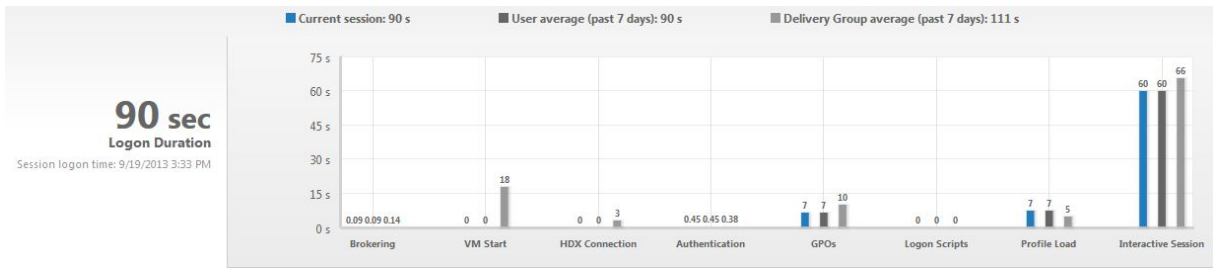 Current session: 90 s User average (past 7 days): 90 s Delivery Group average (past 7 days): 111 s
90 sec
Logon Duration
Session logon time: 9/19/2013 3:33 PM
75 s
60 s
45 s
30 s
15 s
0 s
0.09 0.09 0.14
0 0 18
0 0 3
0.45 0.45 0.38
7 7 10
0 0 0
7 7 5
60 60 66
Brokering VM Start HDX Connection Authentication GPOs Logon Scripts Profile Load Interactive Session